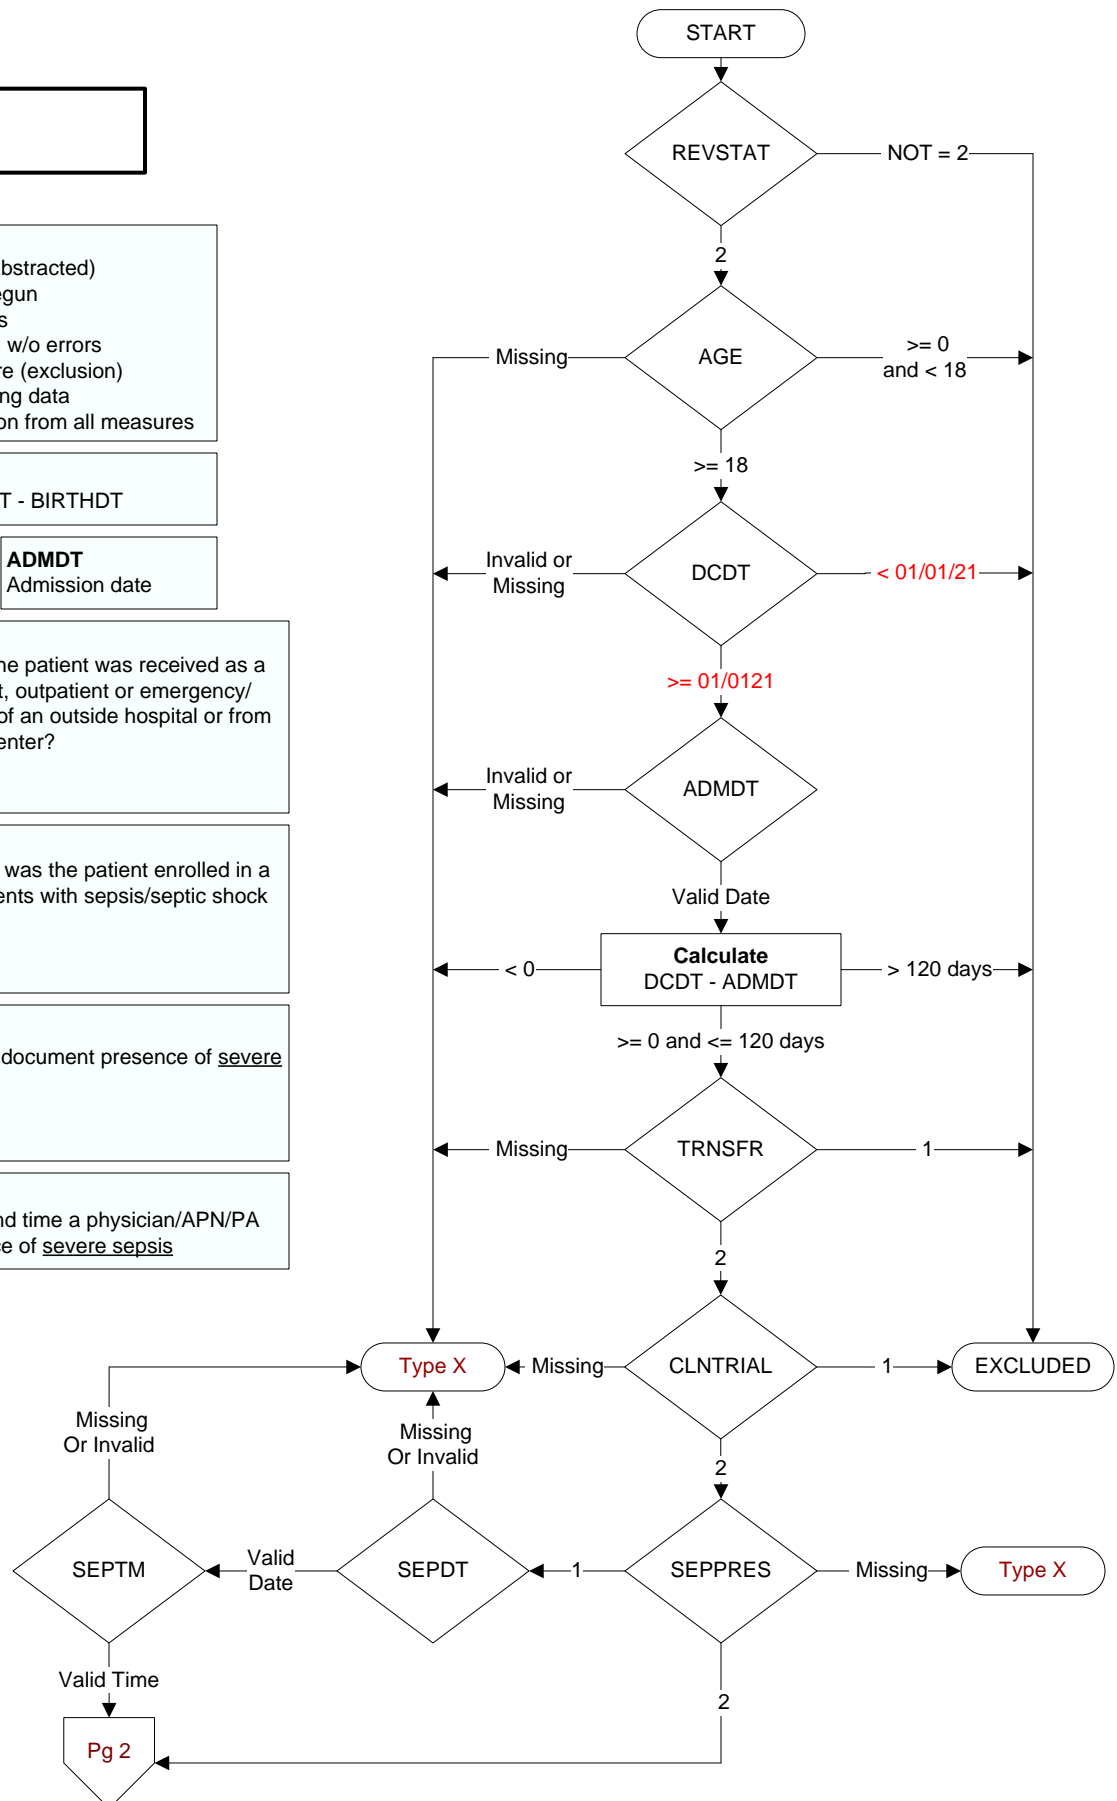 START
REVSTAT
NOT = 2
2
AGE
Missing
>= 0
and < 18
>= 18
DCDT
Invalid or
Missing
< 01/01/21
>= 01/0121
ADMDT
Invalid or
Missing
Valid Date
Calculate
DCDT - ADMDT
< 0
> 120 days
>= 0 and <= 120 days
TRNSFR
Missing
1
2
CLNTRIAL
Missing
Type X
1
EXCLUDED
2
SEPPRES
Missing
Type X
1
SEPDT
Missing
Or Invalid
Valid
Date
SEPTM
Missing
Or Invalid
Valid Time
2
Pg 2
w/o errors
re (exclusion)
ng data
on from all measures
bstracted)
egun
s
T - BIRTHDT
ADMDT
Admission date
he patient was received as a
t, outpatient or emergency/
of an outside hospital or from
enter?
was the patient enrolled in a
ents with sepsis/septic shock
document presence of severe
nd time a physician/APN/PA
ce of severe sepsis